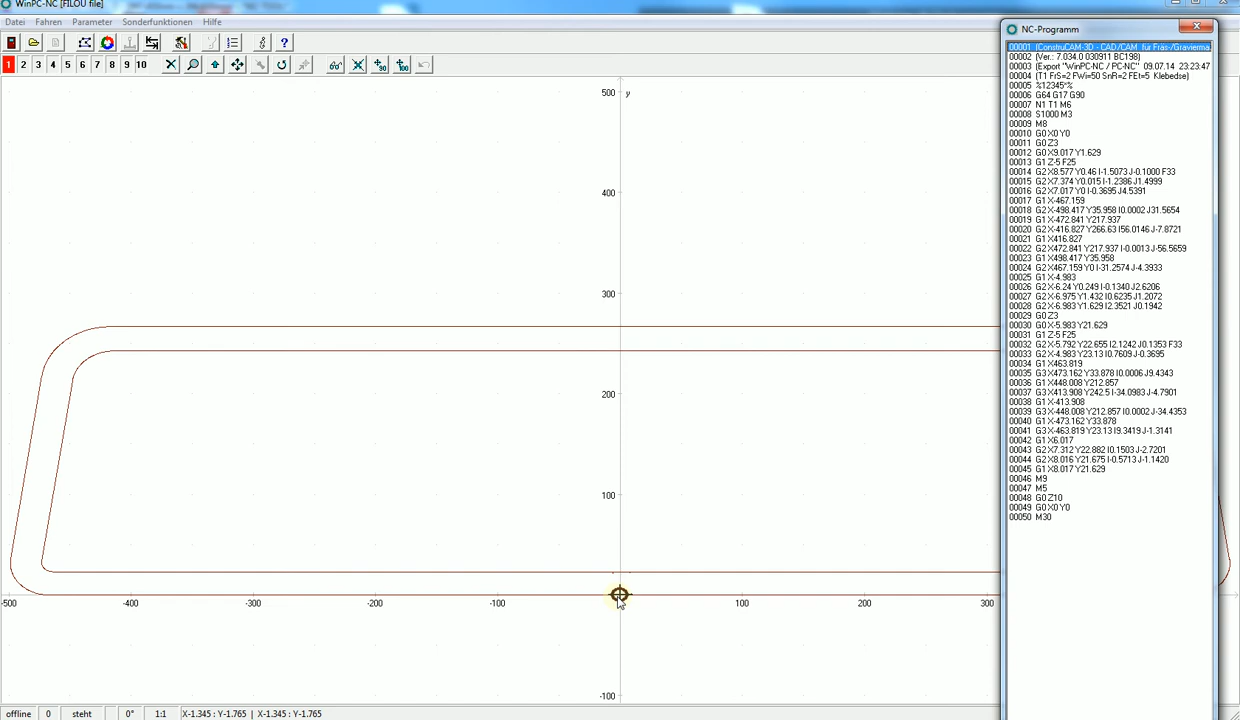 WinPC-NC [FILOU file]
Datei Fahren Parameter Sonderfunktionen Hilfe
1 2 3 4 5 6 7 8 9 10
NC-Programm
00001 (ConstruCAM-3D - CAD/CAM für Fräs-/Gravierma.
00002 (Ver.: 7.034.0 030911 BC198)
00003 (Export "WinPC-NC / PC-NC" 09.07.14 23:23:47
00004 (T1 FrS=2 FWi=50 SnR=2 FEt=5 Klebedse)
00005 %12345~%
00006 G64 G17 G90
00007 N1 T1 M6
00008 S1000 M3
00009 M8
00010 G0 X0 Y0
00011 G0 Z3
00012 G0 X9.017 Y1.629
00013 G1 Z-5 F25
00014 G2 X8.577 Y0.46 I-1.5073 J-0.1000 F33
00015 G2 X7.374 Y0.015 I-1.2386 J1.4999
00016 G2 X7.017 Y0 I-0.3695 J4.5391
00017 G1 X-467.159
00018 G2 X-498.417 Y35.958 I0.0002 J31.5654
00019 G1 X-472.841 Y217.937
00020 G2 X-416.827 Y266.63 I56.0146 J-7.8721
00021 G1 X416.827
00022 G2 X472.841 Y217.937 I-0.0013 J-56.5659
00023 G1 X498.417 Y35.958
00024 G2 X467.159 Y0 I-31.2574 J-4.3933
00025 G1 X-4.983
00026 G2 X-6.24 Y0.249 I-0.1340 J2.6206
00027 G2 X-6.975 Y1.432 I0.6235 J1.2072
00028 G2 X-6.983 Y1.629 I2.3521 J0.1942
00029 G0 Z3
00030 G0 X-5.983 Y21.629
00031 G1 Z-5 F25
00032 G2 X-5.792 Y22.655 I2.1242 J0.1353 F33
00033 G2 X-4.983 Y23.13 I0.7609 J-0.3695
00034 G1 X463.819
00035 G3 X473.162 Y33.878 I0.0006 J9.4343
00036 G1 X448.008 Y212.857
00037 G3 X413.908 Y242.5 I-34.0983 J-4.7901
00038 G1 X-413.908
00039 G3 X-448.008 Y212.857 I0.0002 J-34.4353
00040 G1 X-473.162 Y33.878
00041 G3 X-463.819 Y23.13 I9.3419 J-1.3141
00042 G1 X6.017
00043 G2 X7.312 Y22.882 I0.1503 J-2.7201
00044 G2 X8.016 Y21.675 I-0.5713 J-1.1420
00045 G1 X8.017 Y21.629
00046 M9
00047 M5
00048 G0 Z10
00049 G0 X0 Y0
00050 M30
y
500
400
300
200
100
-500 -400 -300 -200 -100 100 200 300
-100
offline 0 steht 0° 1:1 X-1.345 : Y-1.765 | X-1.345 : Y-1.765